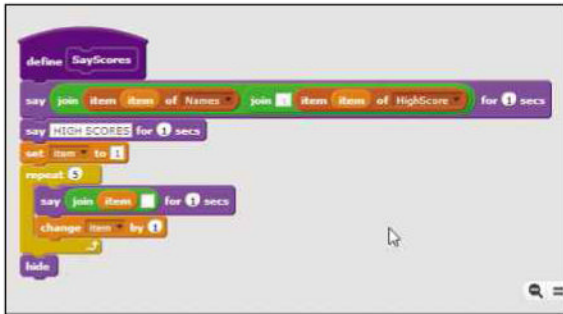 define SayScores
say join item item of Names join item item of HighScore for 1 secs
say HIGH SCORES for 1 secs
set item to 1
repeat 5
say join item for 1 secs
change item by 1
hide